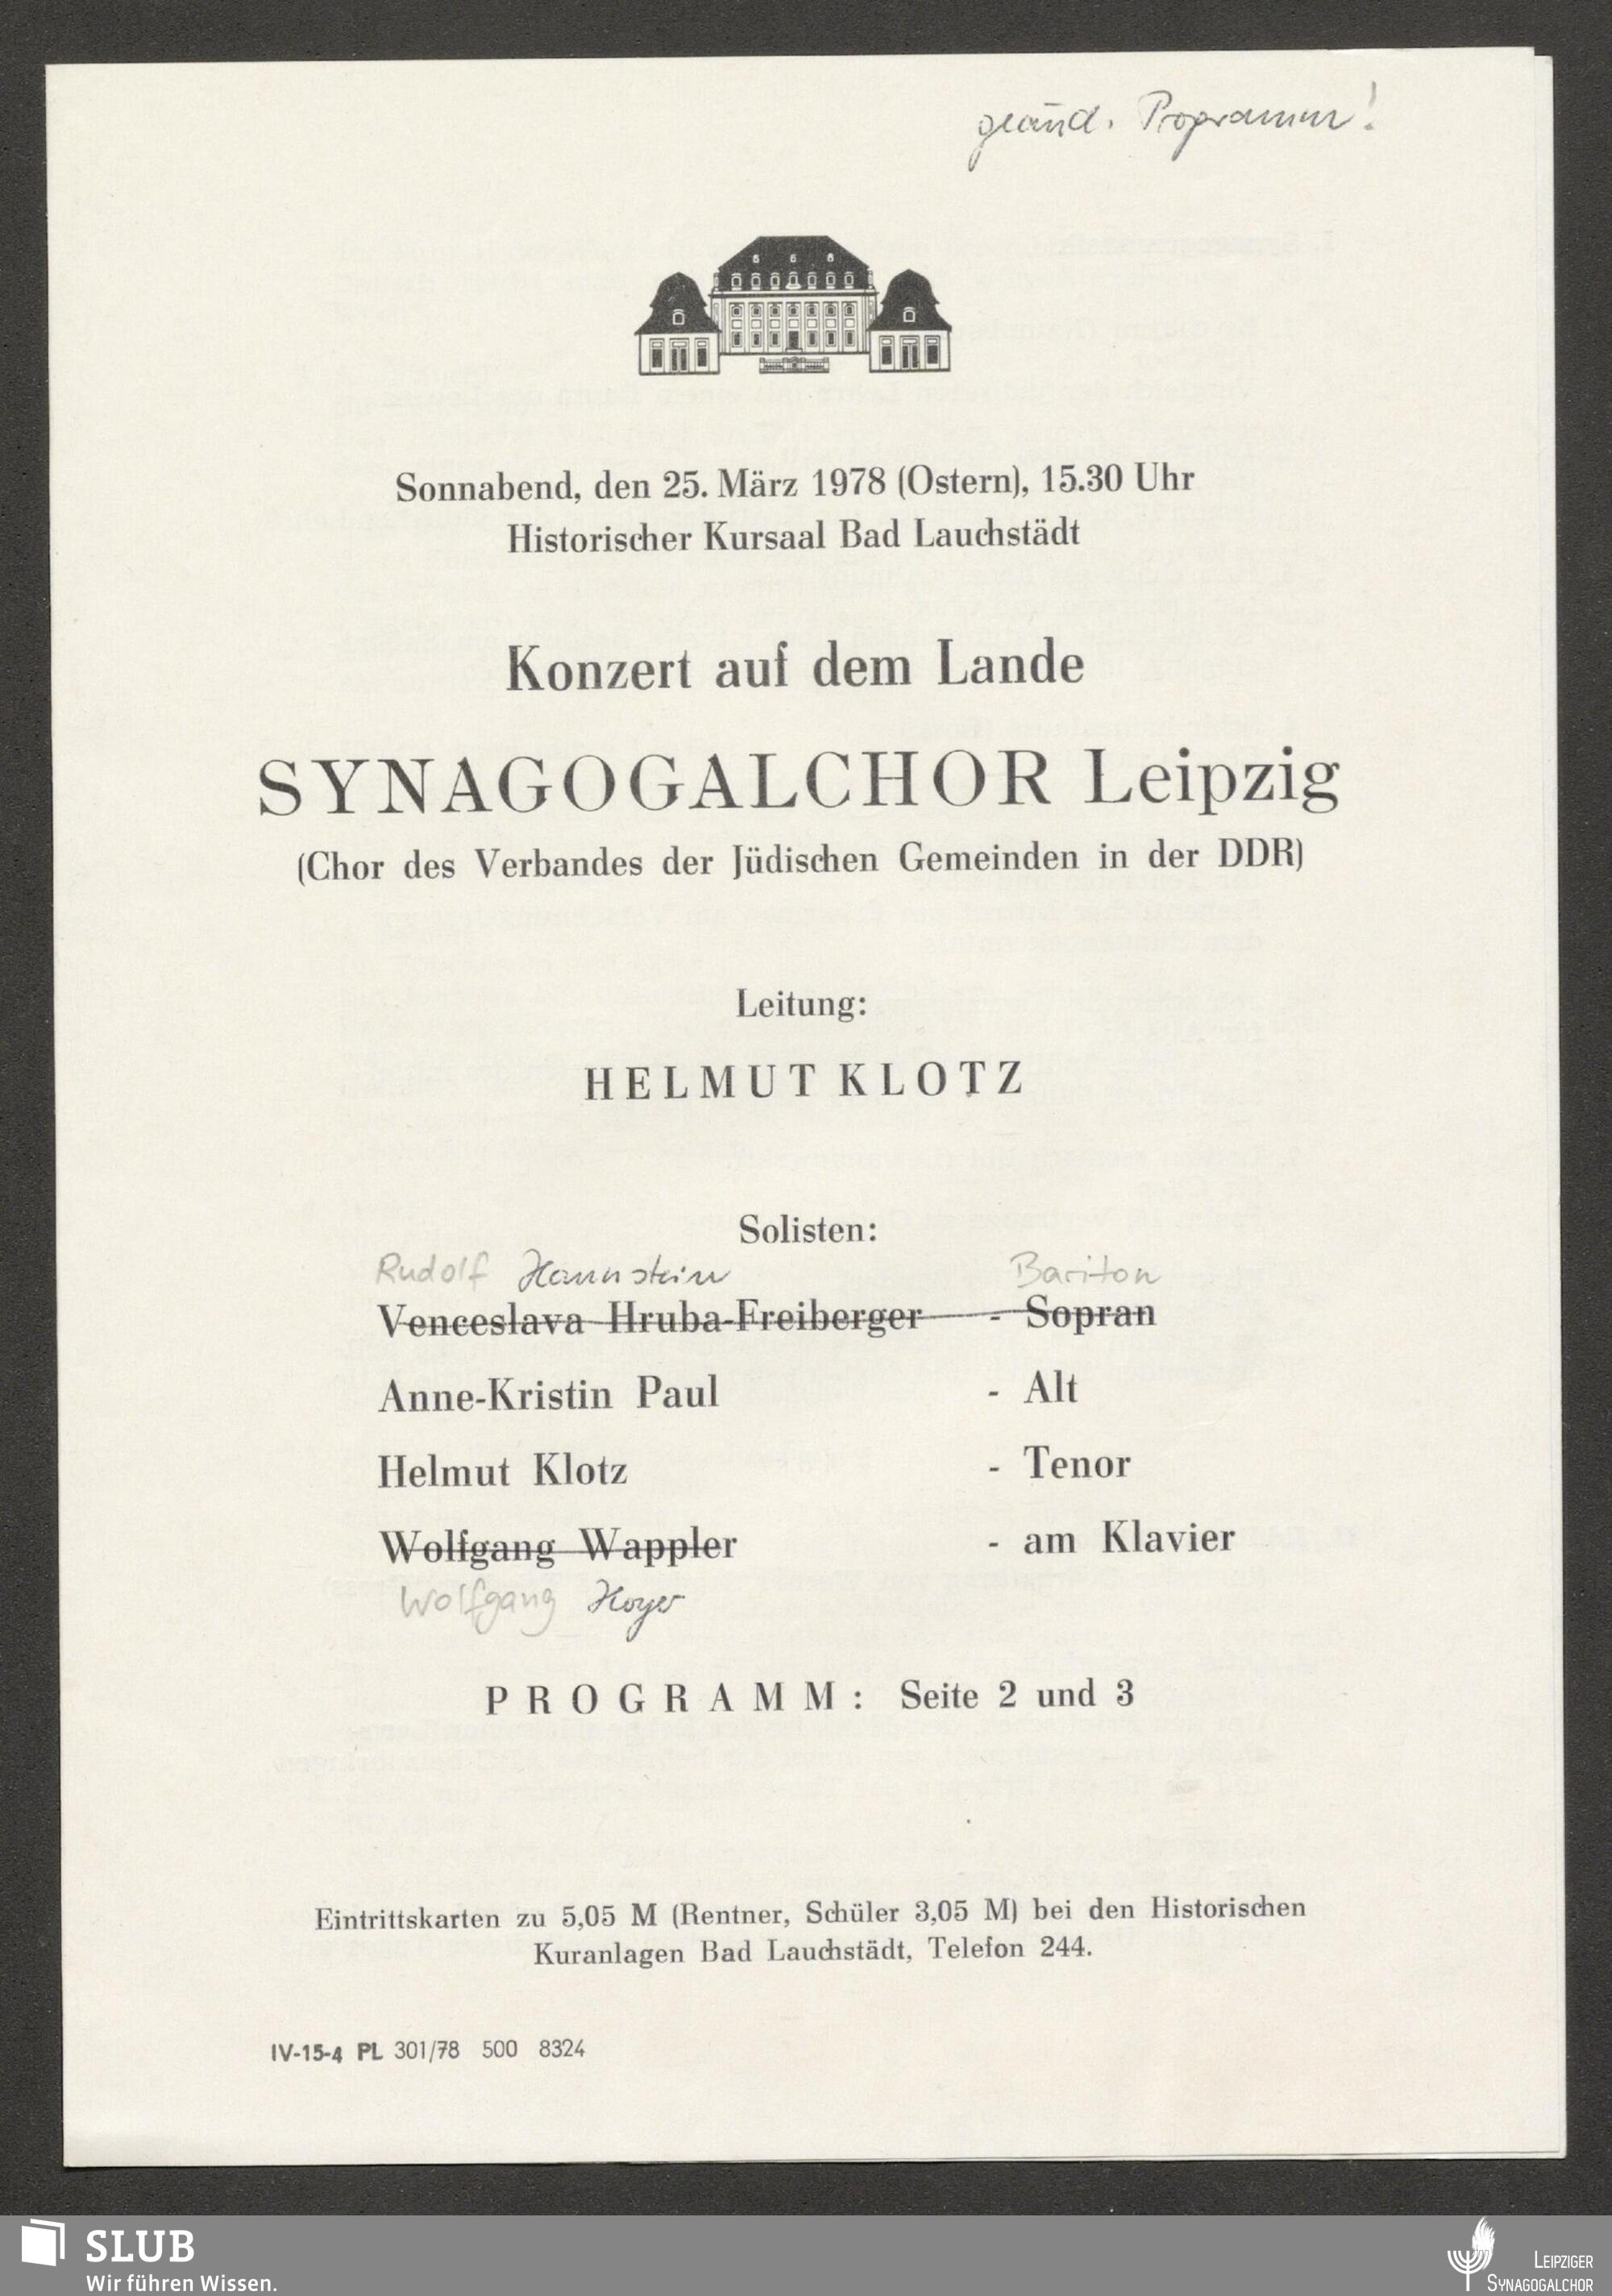 geänd. Programm!
Sonnabend, den 25. März 1978 (Ostern), 15.30 Uhr
Historischer Kursaal Bad Lauchstädt
Konzert auf dem Lande
SYNAGOGALCHOR Leipzig
(Chor des Verbandes der Jüdischen Gemeinden in der DDR)
Leitung:
HELMUT KLOTZ
Solisten:
Rudolf Hannstein Bariton
Venceslava Hruba-Freiberger - Sopran
Anne-Kristin Paul - Alt
Helmut Klotz - Tenor
Wolfgang Wappler - am Klavier
Wolfgang Hoyer
PROGRAMM: Seite 2 und 3
Eintrittskarten zu 5,05 M (Rentner, Schüler 3,05 M) bei den Historischen
Kuranlagen Bad Lauchstädt, Telefon 244.
IV-15-4 PL 301/78 500 8324
SLUB
Wir führen Wissen.
LEIPZIGER
SYNAGOGALCHOR